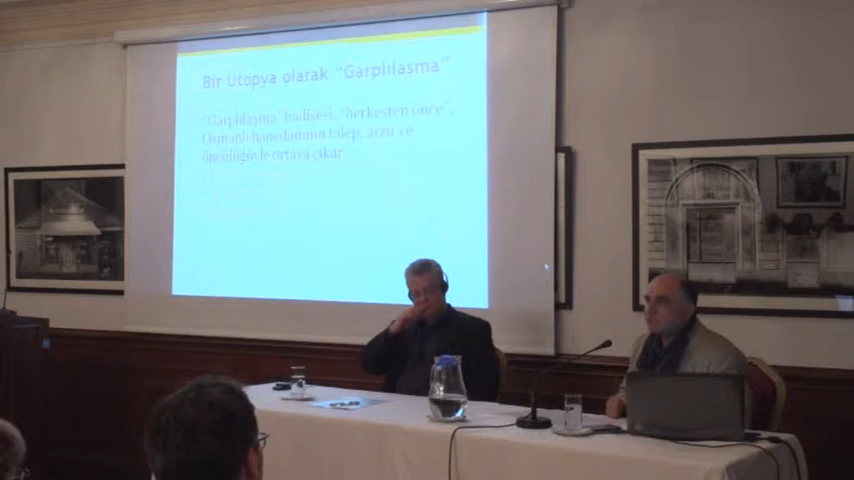 Bir Ütopya olarak "Garplılaşma"
"Garplılaşma" hadisesi, "herkesten önce",
Osmanlı hanedanının talep, arzu ve
öncülüğüyle ortaya çıkar